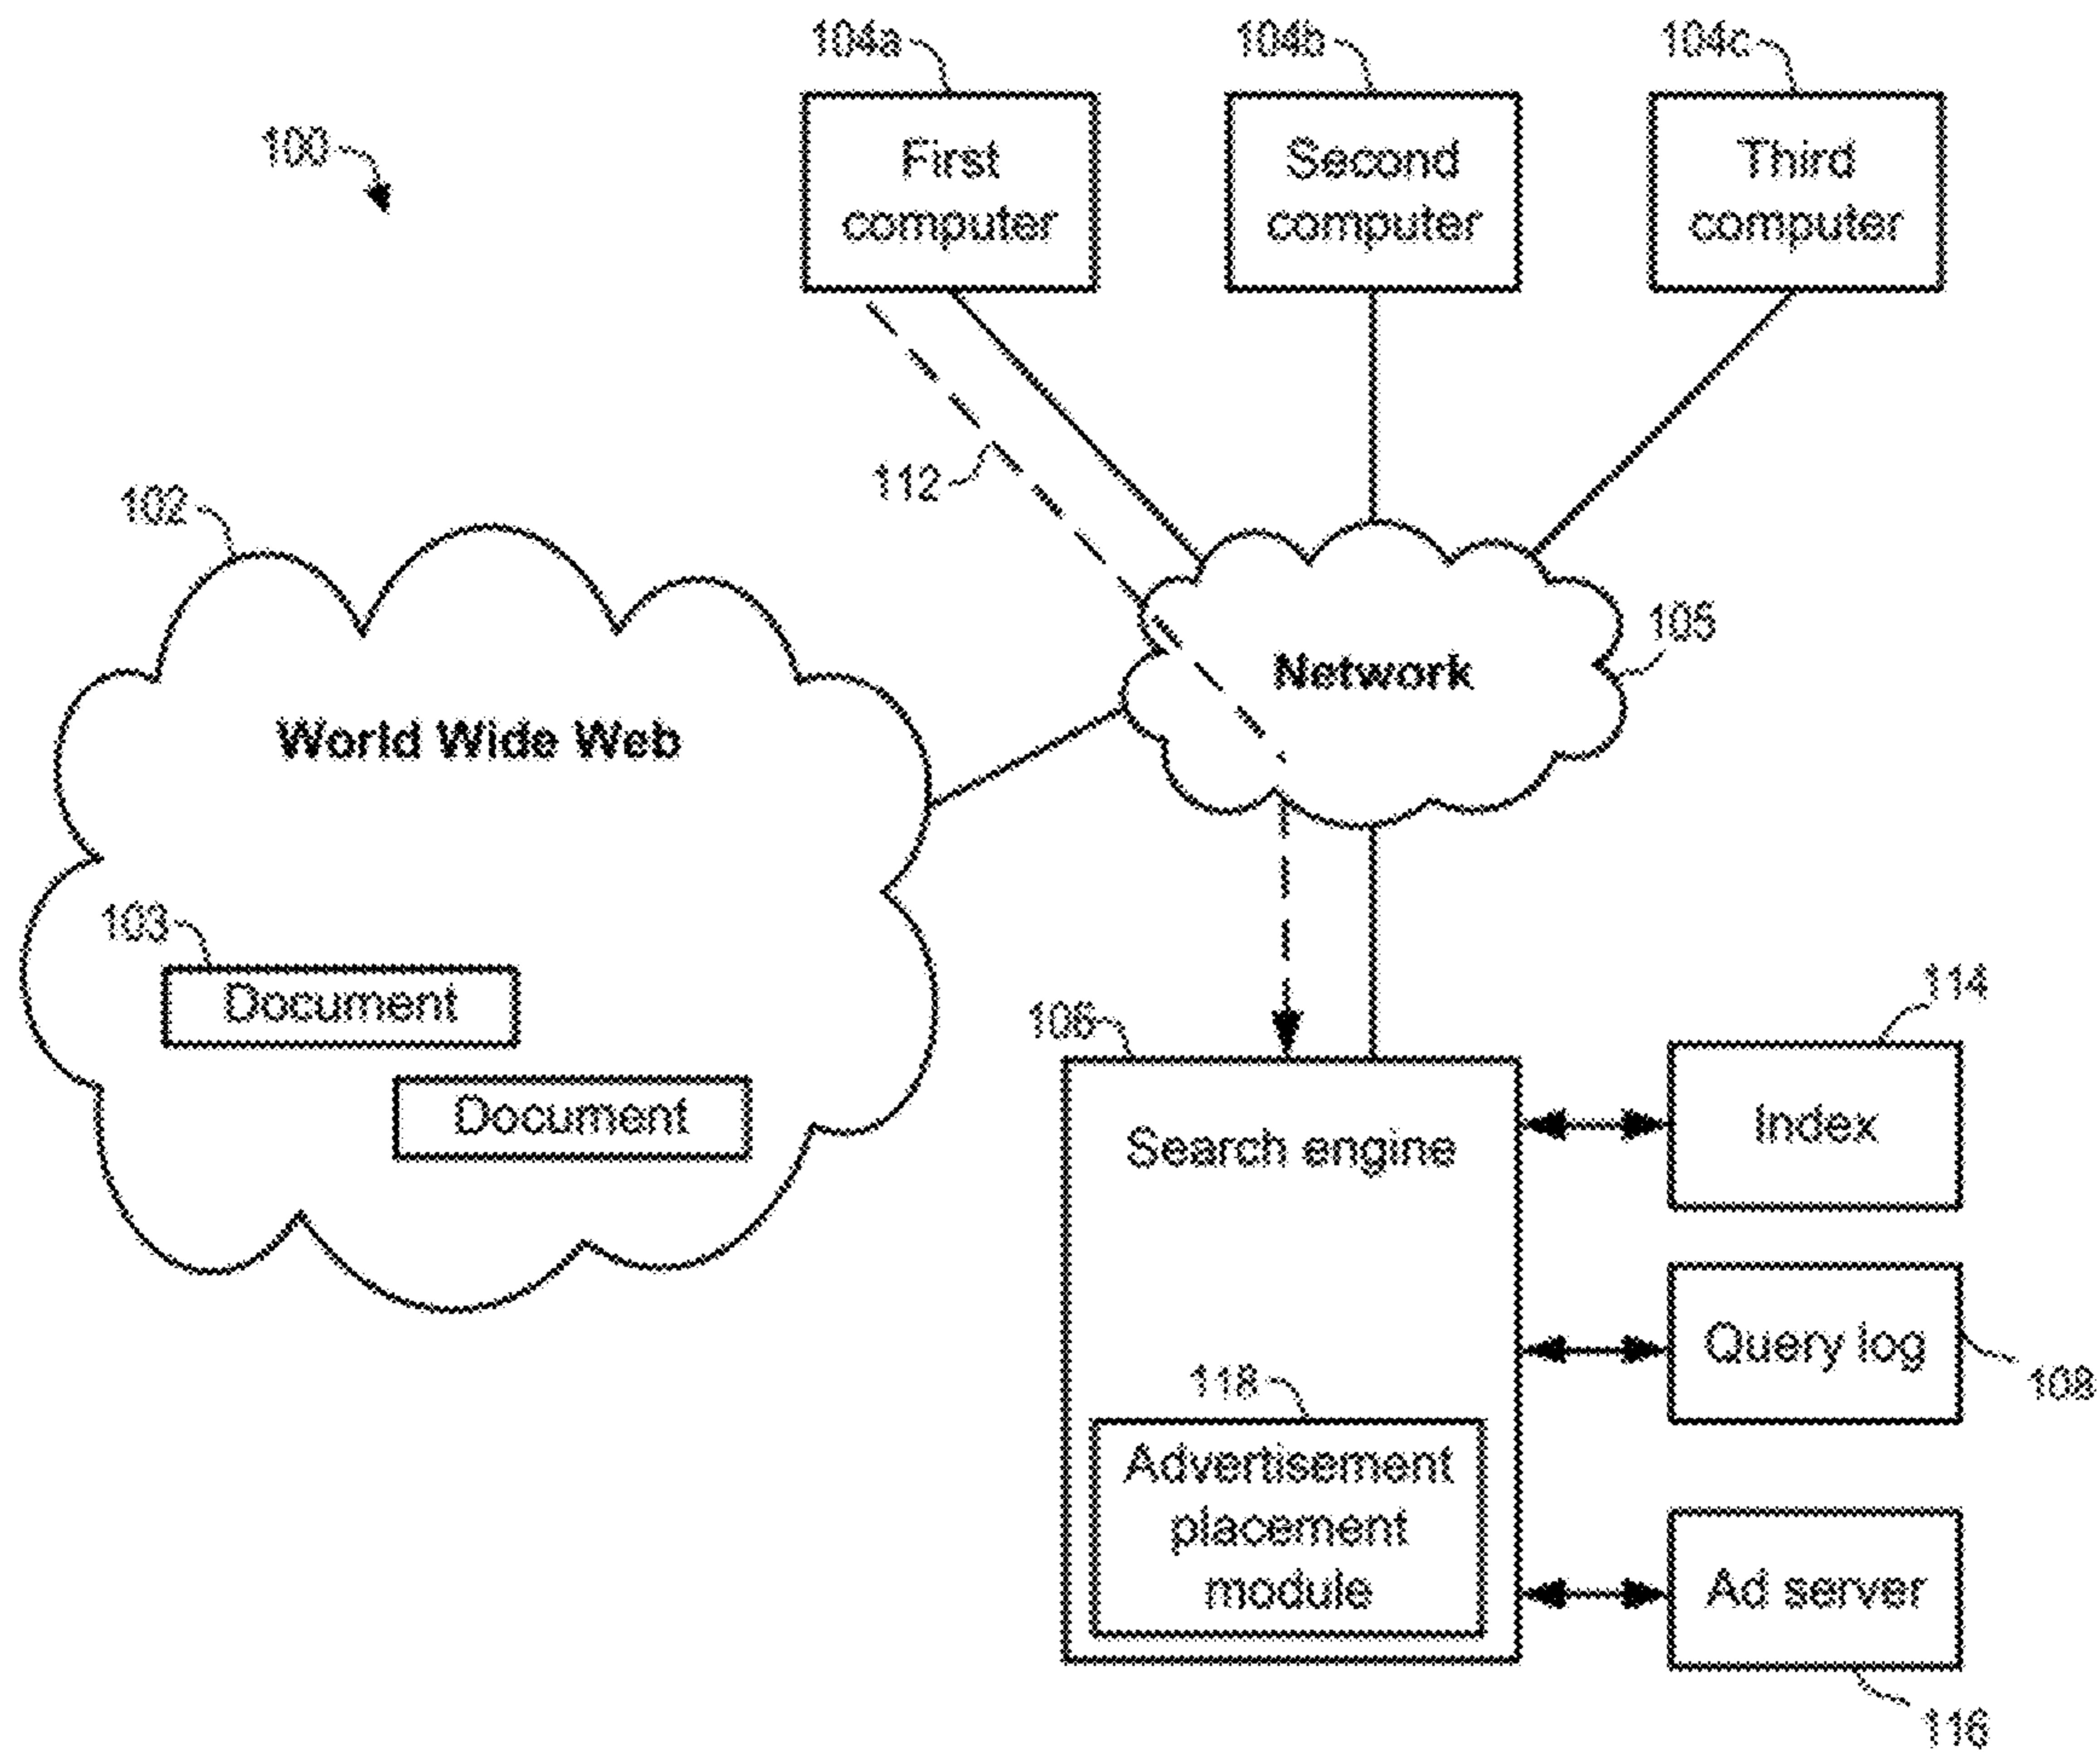 104a
104b
104c
100
First
computer
Second
computer
Third
computer
112
102
105
Network
World Wide Web
103
Document
Document
106
114
Search engine
Index
Query log
108
118
Advertisement
placement
module
Ad server
116